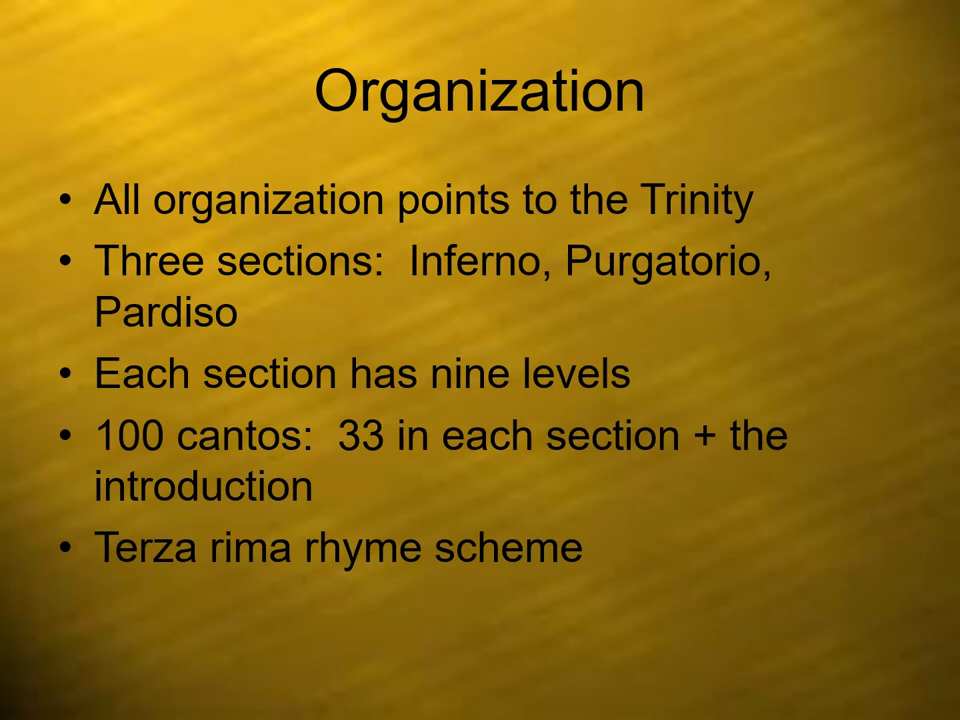 Organization
• All organization points to the Trinity
• Three sections:  Inferno, Purgatorio,
Pardiso
• Each section has nine levels
• 100 cantos:  33 in each section + the
introduction
• Terza rima rhyme scheme